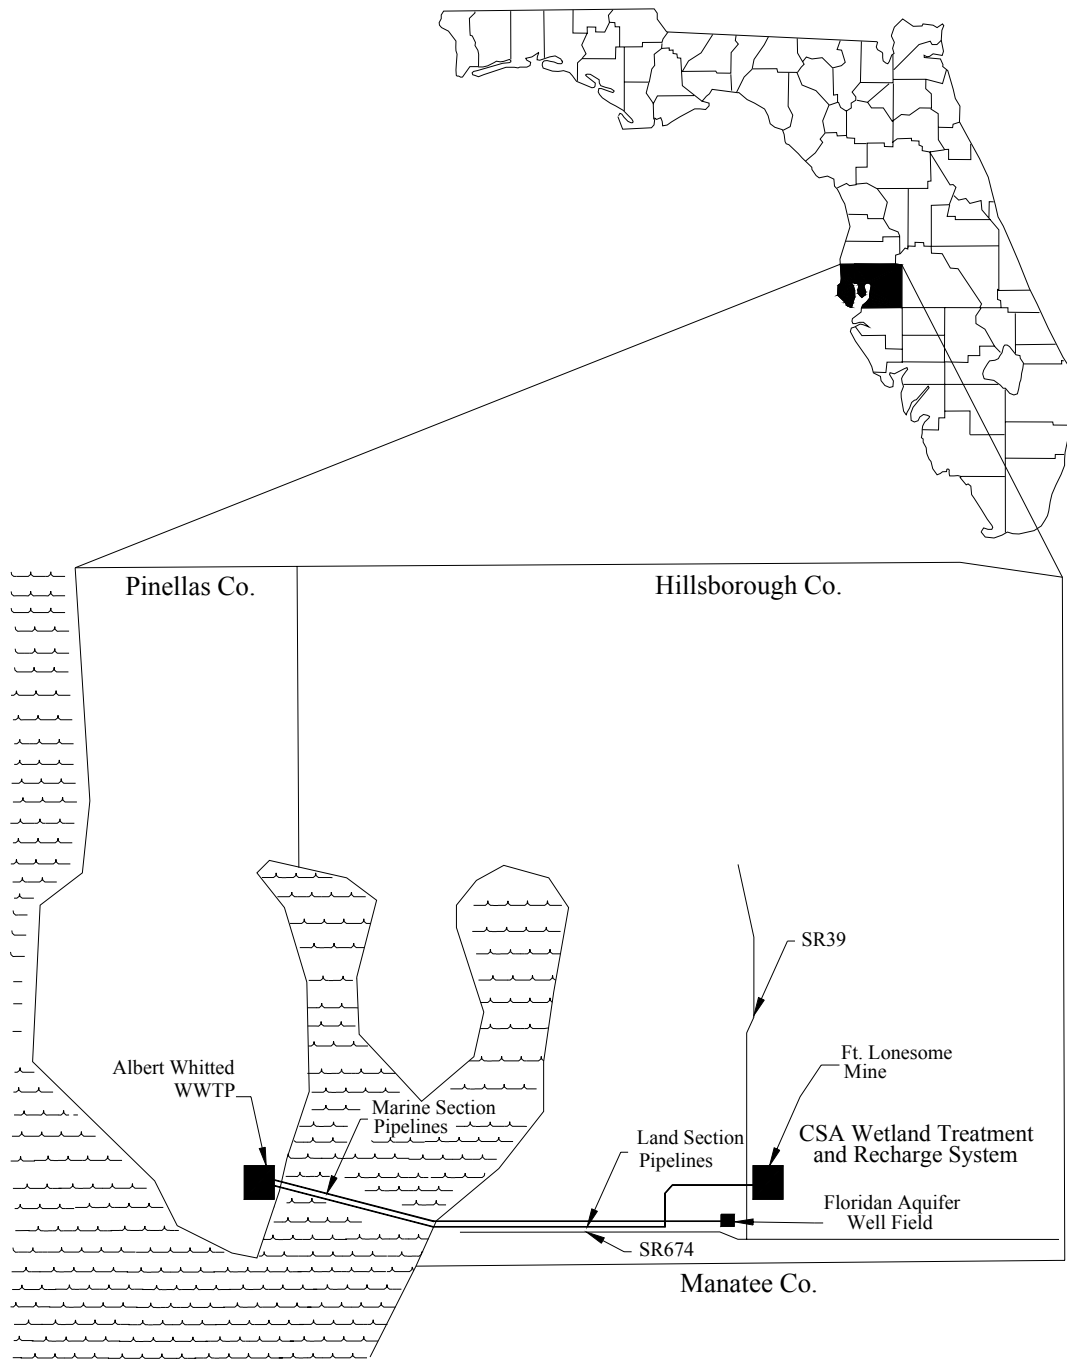 Pinellas Co.
Hillsborough Co.
SR39
Ft. Lonesome
Mine
Albert Whitted
WWTP
Marine Section
Pipelines
Land Section
Pipelines
CSA Wetland Treatment
and Recharge System
Floridan Aquifer
Well Field
SR674
Manatee Co.